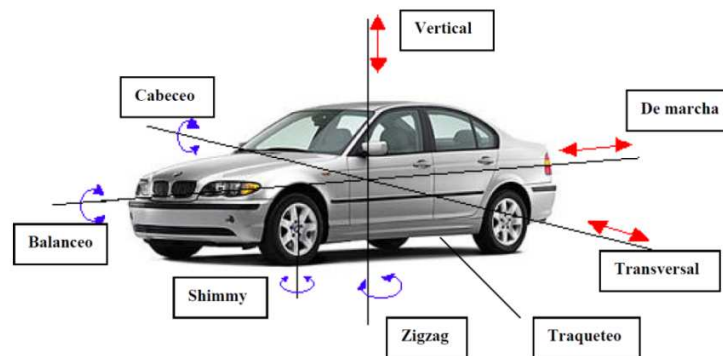 Vertical
Cabeceo
De marcha
Balanceo
Shimmy
Transversal
Zigzag
Traqueteo